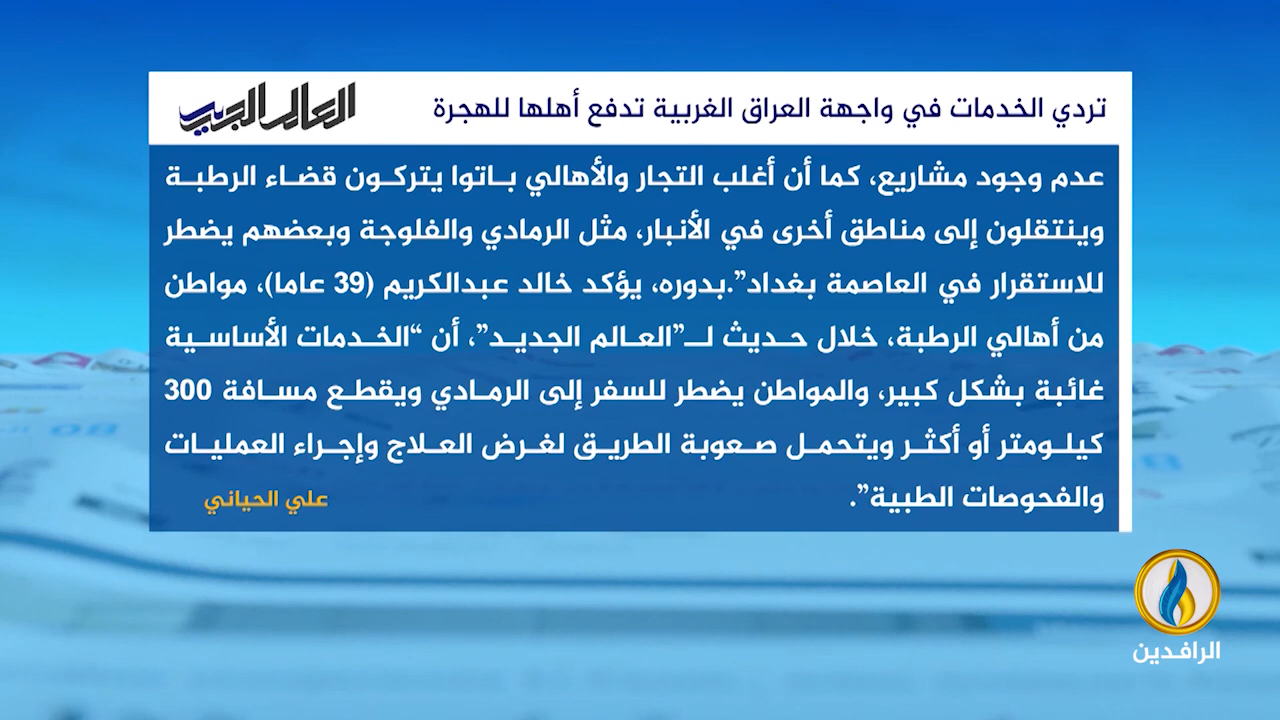 تردي الخدمات في واجهة العراق الغربية تدفع أهلها للهجرة
العالم الجديد
عدم وجود مشاريع، كما أن أغلب التجار والأهالي باتوا يتركون قضاء الرطبة
وينتقلون إلى مناطق أخرى في الأنبار، مثل الرمادي والفلوجة وبعضهم يضطر
للاستقرار في العاصمة بغداد”.بدوره، يؤكد خالد عبدالكريم (39 عاما)، مواطن
من أهالي الرطبة، خلال حديث لـ”العالم الجديد”، أن “الخدمات الأساسية
غائبة بشكل كبير، والمواطن يضطر للسفر إلى الرمادي ويقطع مسافة 300
كيلومتر أو أكثر ويتحمل صعوبة الطريق لغرض العلاج وإجراء العمليات
والفحوصات الطبية”.
علي الحياني
الرافدين